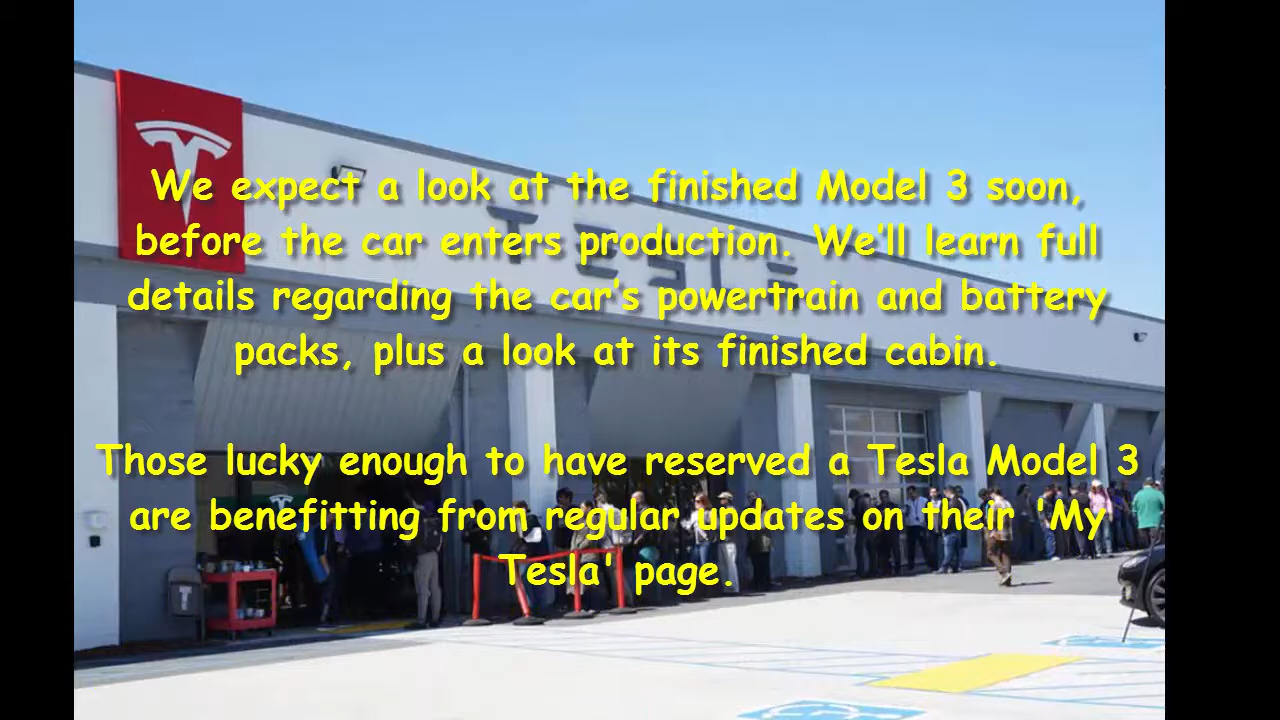 We expect a look at the finished Model 3 soon,
before the car enters production. We'll learn full
details regarding the car's powertrain and battery
packs, plus a look at its finished cabin.
Those lucky enough to have reserved a Tesla Model 3
are benefitting from regular updates on their 'My
Tesla' page.
TESLA